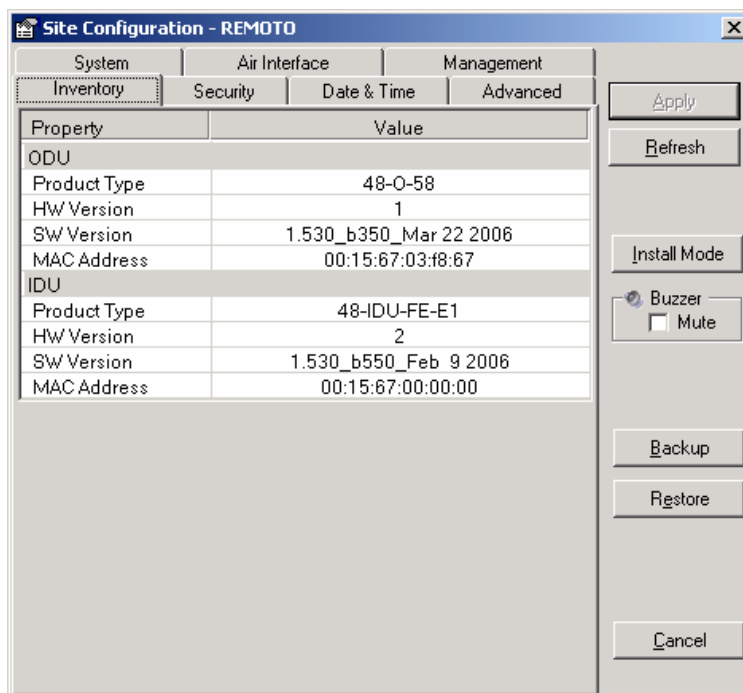 Site Configuration - REMOTO
System Air Interface Management
Inventory Security Date & Time Advanced
Property Value
ODU
Product Type 48-O-58
HW Version 1
SW Version 1.530_b350_Mar 22 2006
MAC Address 00:15:67:03:f8:67
IDU
Product Type 48-IDU-FE-E1
HW Version 2
SW Version 1.530_b550_Feb  9 2006
MAC Address 00:15:67:00:00:00
Apply
Refresh
Install Mode
Buzzer
Mute
Backup
Restore
Cancel